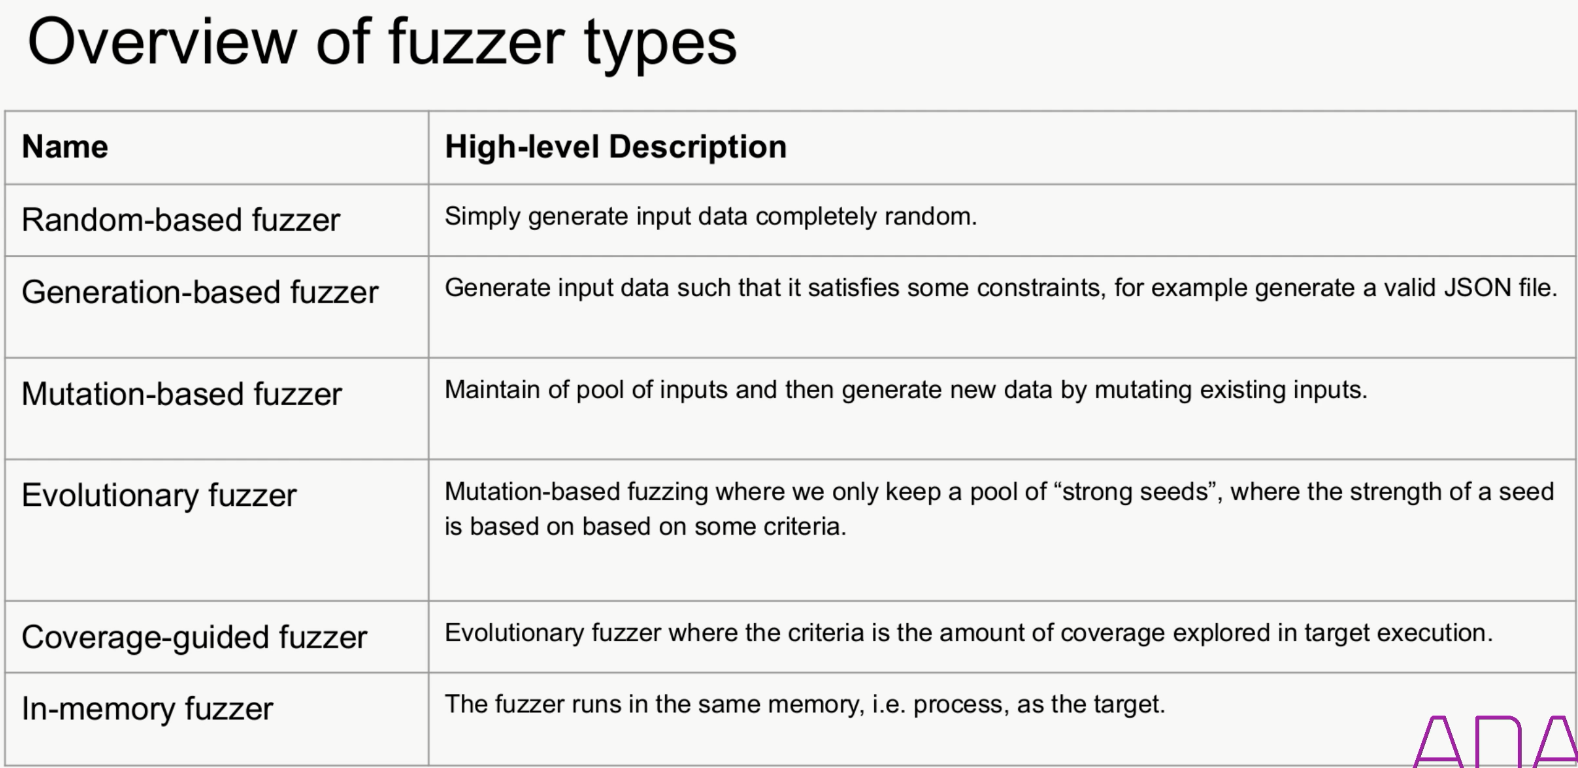 Overview of fuzzer types
Name
High-level Description
Random-based fuzzer
Simply generate input data completely random.
Generation-based fuzzer
Generate input data such that it satisfies some constraints, for example generate a valid JSON file.
Mutation-based fuzzer
Maintain of pool of inputs and then generate new data by mutating existing inputs.
Evolutionary fuzzer
Mutation-based fuzzing where we only keep a pool of “strong seeds”, where the strength of a seed
is based on based on some criteria.
Coverage-guided fuzzer
Evolutionary fuzzer where the criteria is the amount of coverage explored in target execution.
In-memory fuzzer
The fuzzer runs in the same memory, i.e. process, as the target.